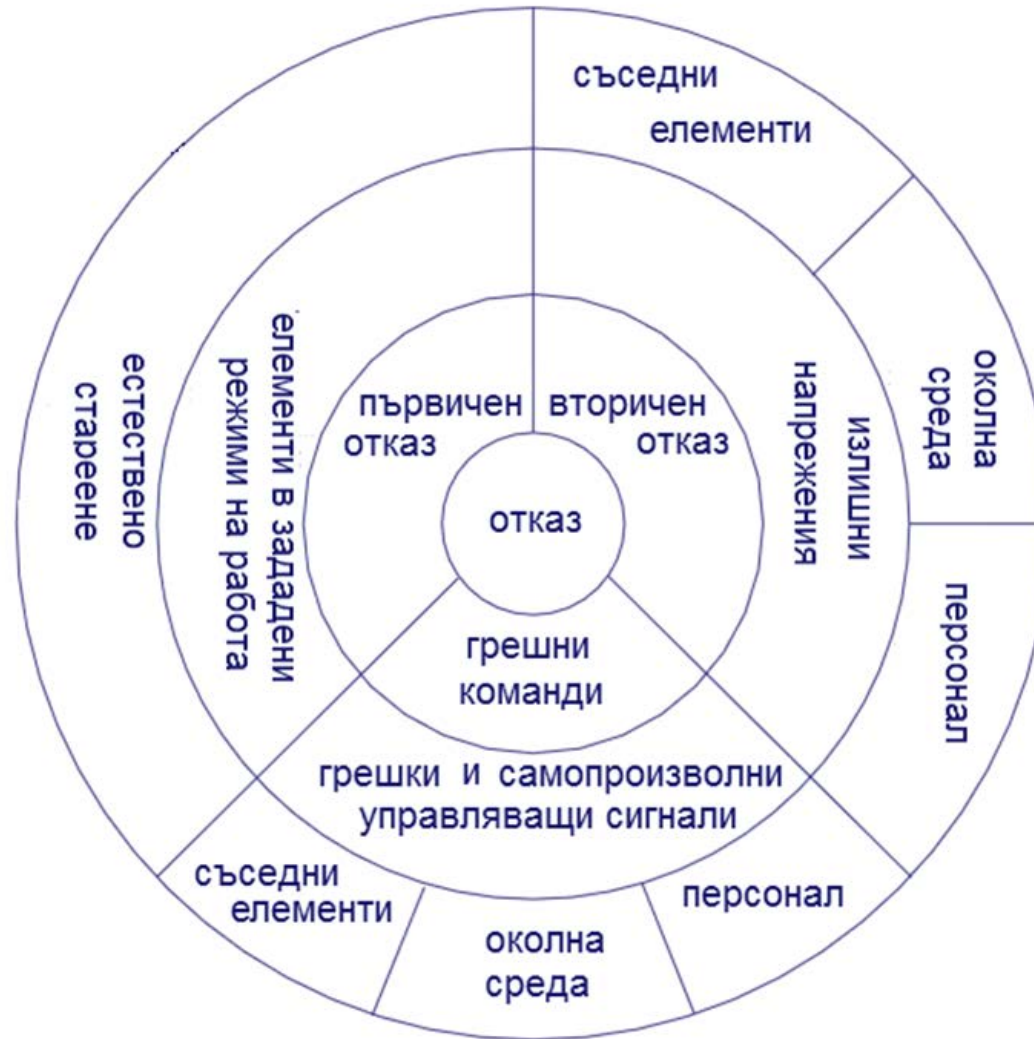 съседни
елементи
околна
среда
персонал
излишни
напрежения
елементи в зададени
режими на работа
естествено
стареене
първичен
отказ
вторичен
отказ
отказ
грешни
команди
грешки и самопроизволни
управляващи сигнали
съседни
елементи
околна
среда
персонал